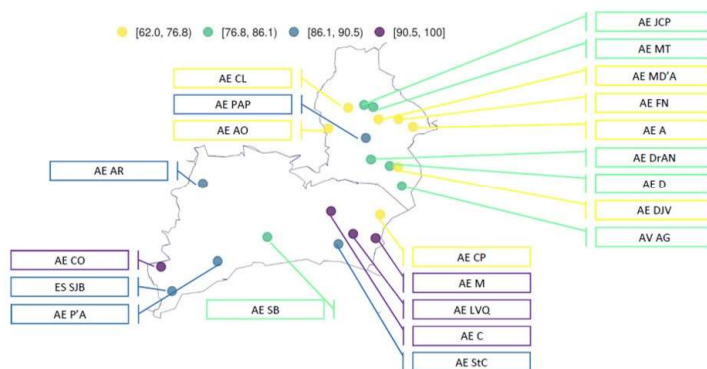 [62.0, 76.8) [76.8, 86.1) [86.1, 90.5) [90.5, 100]
AE JCP
AE MT
AE MD'A
AE FN
AE A
AE DrAN
AE D
AE DJV
AV AG
AE CL
AE PAP
AE AO
AE AR
AE CO
ES SJB
AE P'A
AE SB
AE CP
AE M
AE LVQ
AE C
AE StC